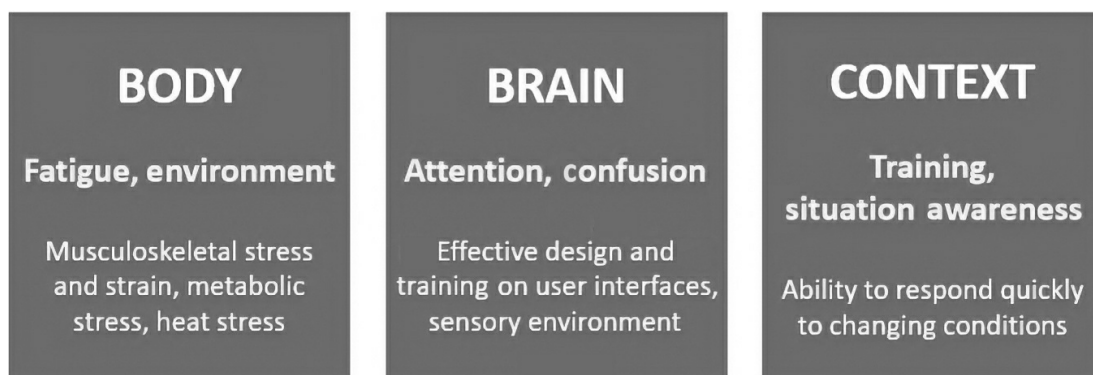 BODY
Fatigue, environment
Musculoskeletal stress
and strain, metabolic
stress, heat stress
BRAIN
Attention, confusion
Effective design and
training on user interfaces,
sensory environment
CONTEXT
Training,
situation awareness
Ability to respond quickly
to changing conditions